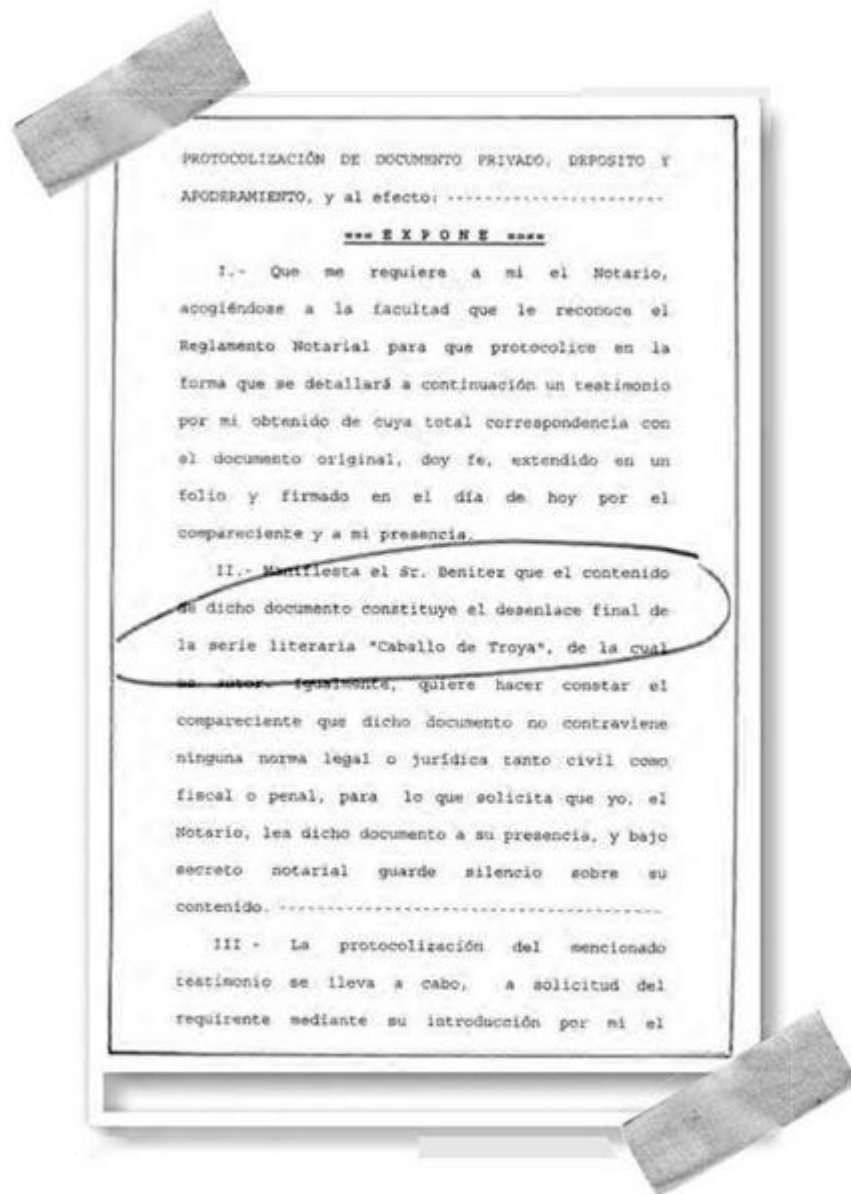 PROTOCOLIZACIÓN DE DOCUMENTO PRIVADO, DEPOSITO Y
APODERAMIENTO, y al efecto: -----------------------
=== E X P O N E ====
I.- Que me requiere a mi el Notario,
acogiéndose a la facultad que le reconoce el
Reglamento Notarial para que protocolice en la
forma que se detallará a continuación un testimonio
por mi obtenido de cuya total correspondencia con
el documento original, doy fe, extendido en un
folio y firmado en el día de hoy por el
compareciente y a mi presencia.
II.- Manifiesta el Sr. Benitez que el contenido
de dicho documento constituye el desenlace final de
la serie literaria "Caballo de Troya", de la cual
es autor. Igualmente, quiere hacer constar el
compareciente que dicho documento no contraviene
ninguna norma legal o jurídica tanto civil como
fiscal o penal, para lo que solicita que yo, el
Notario, lea dicho documento a su presencia, y bajo
secreto notarial guarde silencio sobre su
contenido. ----------------------------------------
III - La protocolización del mencionado
testimonio se lleva a cabo, a solicitud del
requirente mediante su introducción por mi el